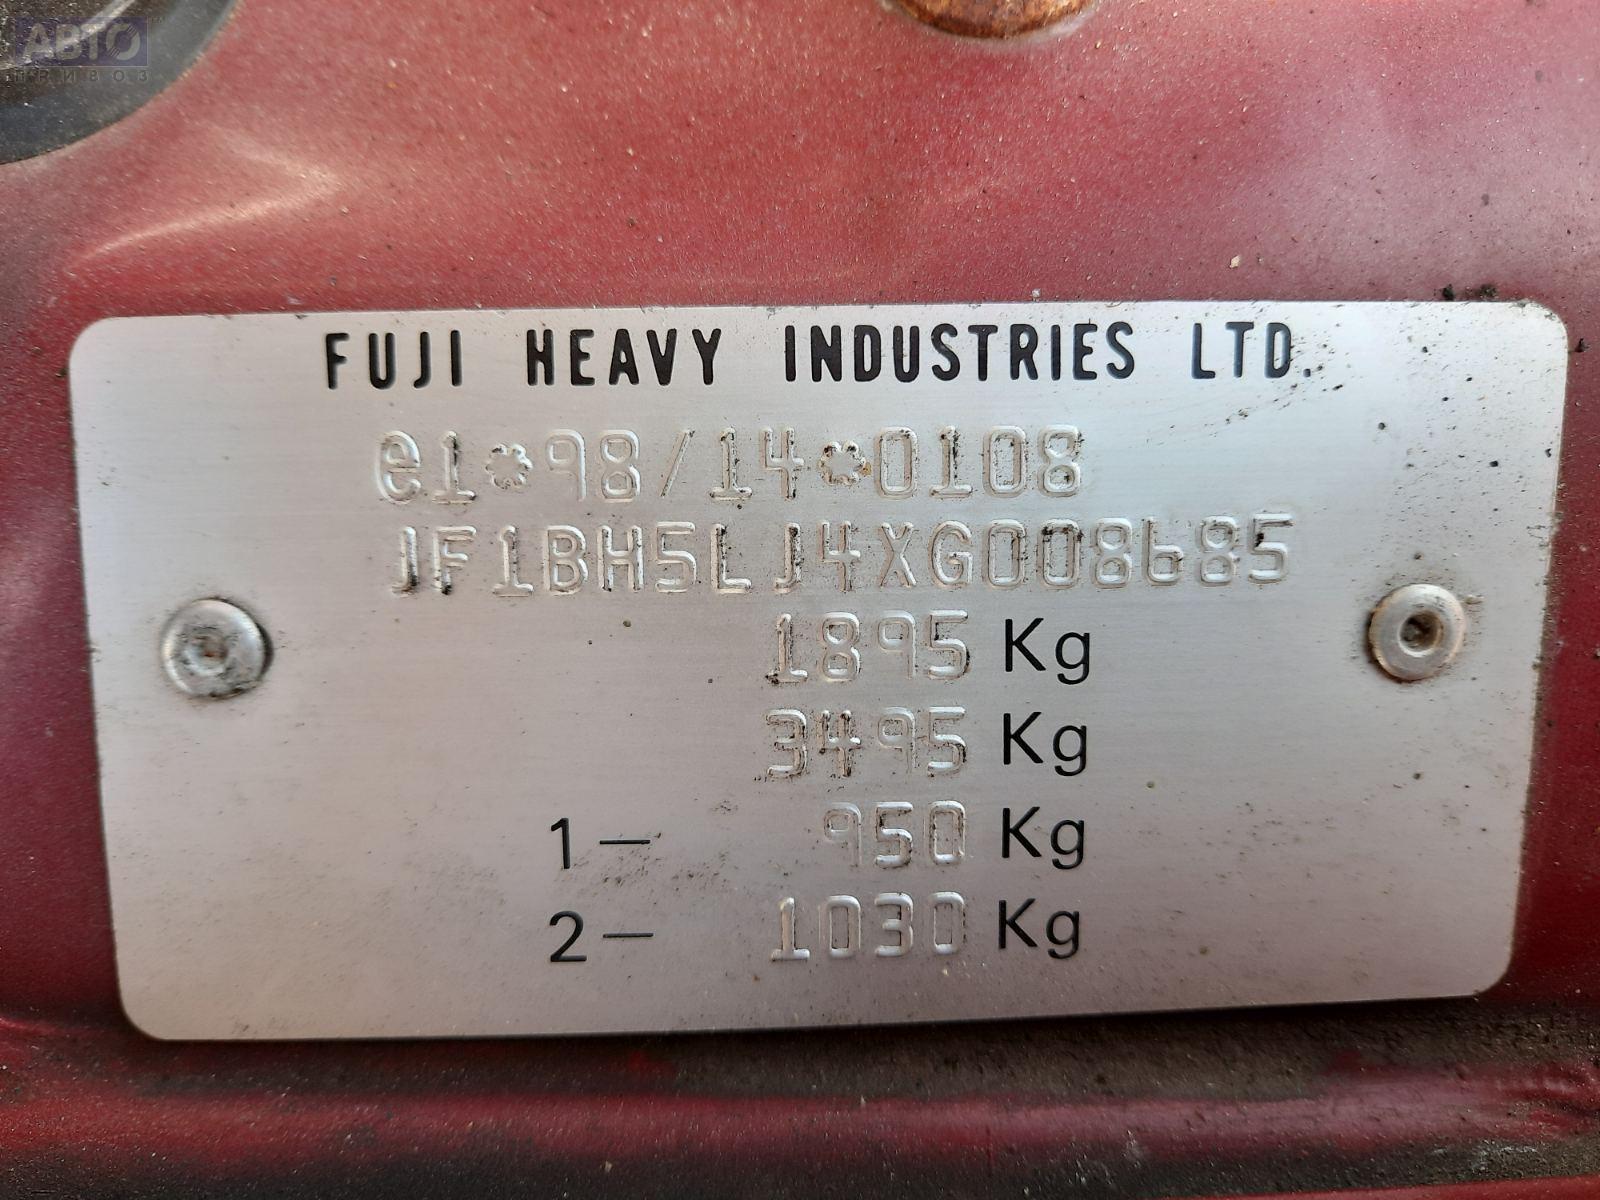 АВТО
ПРИВОЗ
FUJI HEAVY INDUSTRIES LTD.
e1*98/14*0108
JF1BH5LJ4XG008685
1895 Kg
3495 Kg
1- 950 Kg
2- 1030 Kg